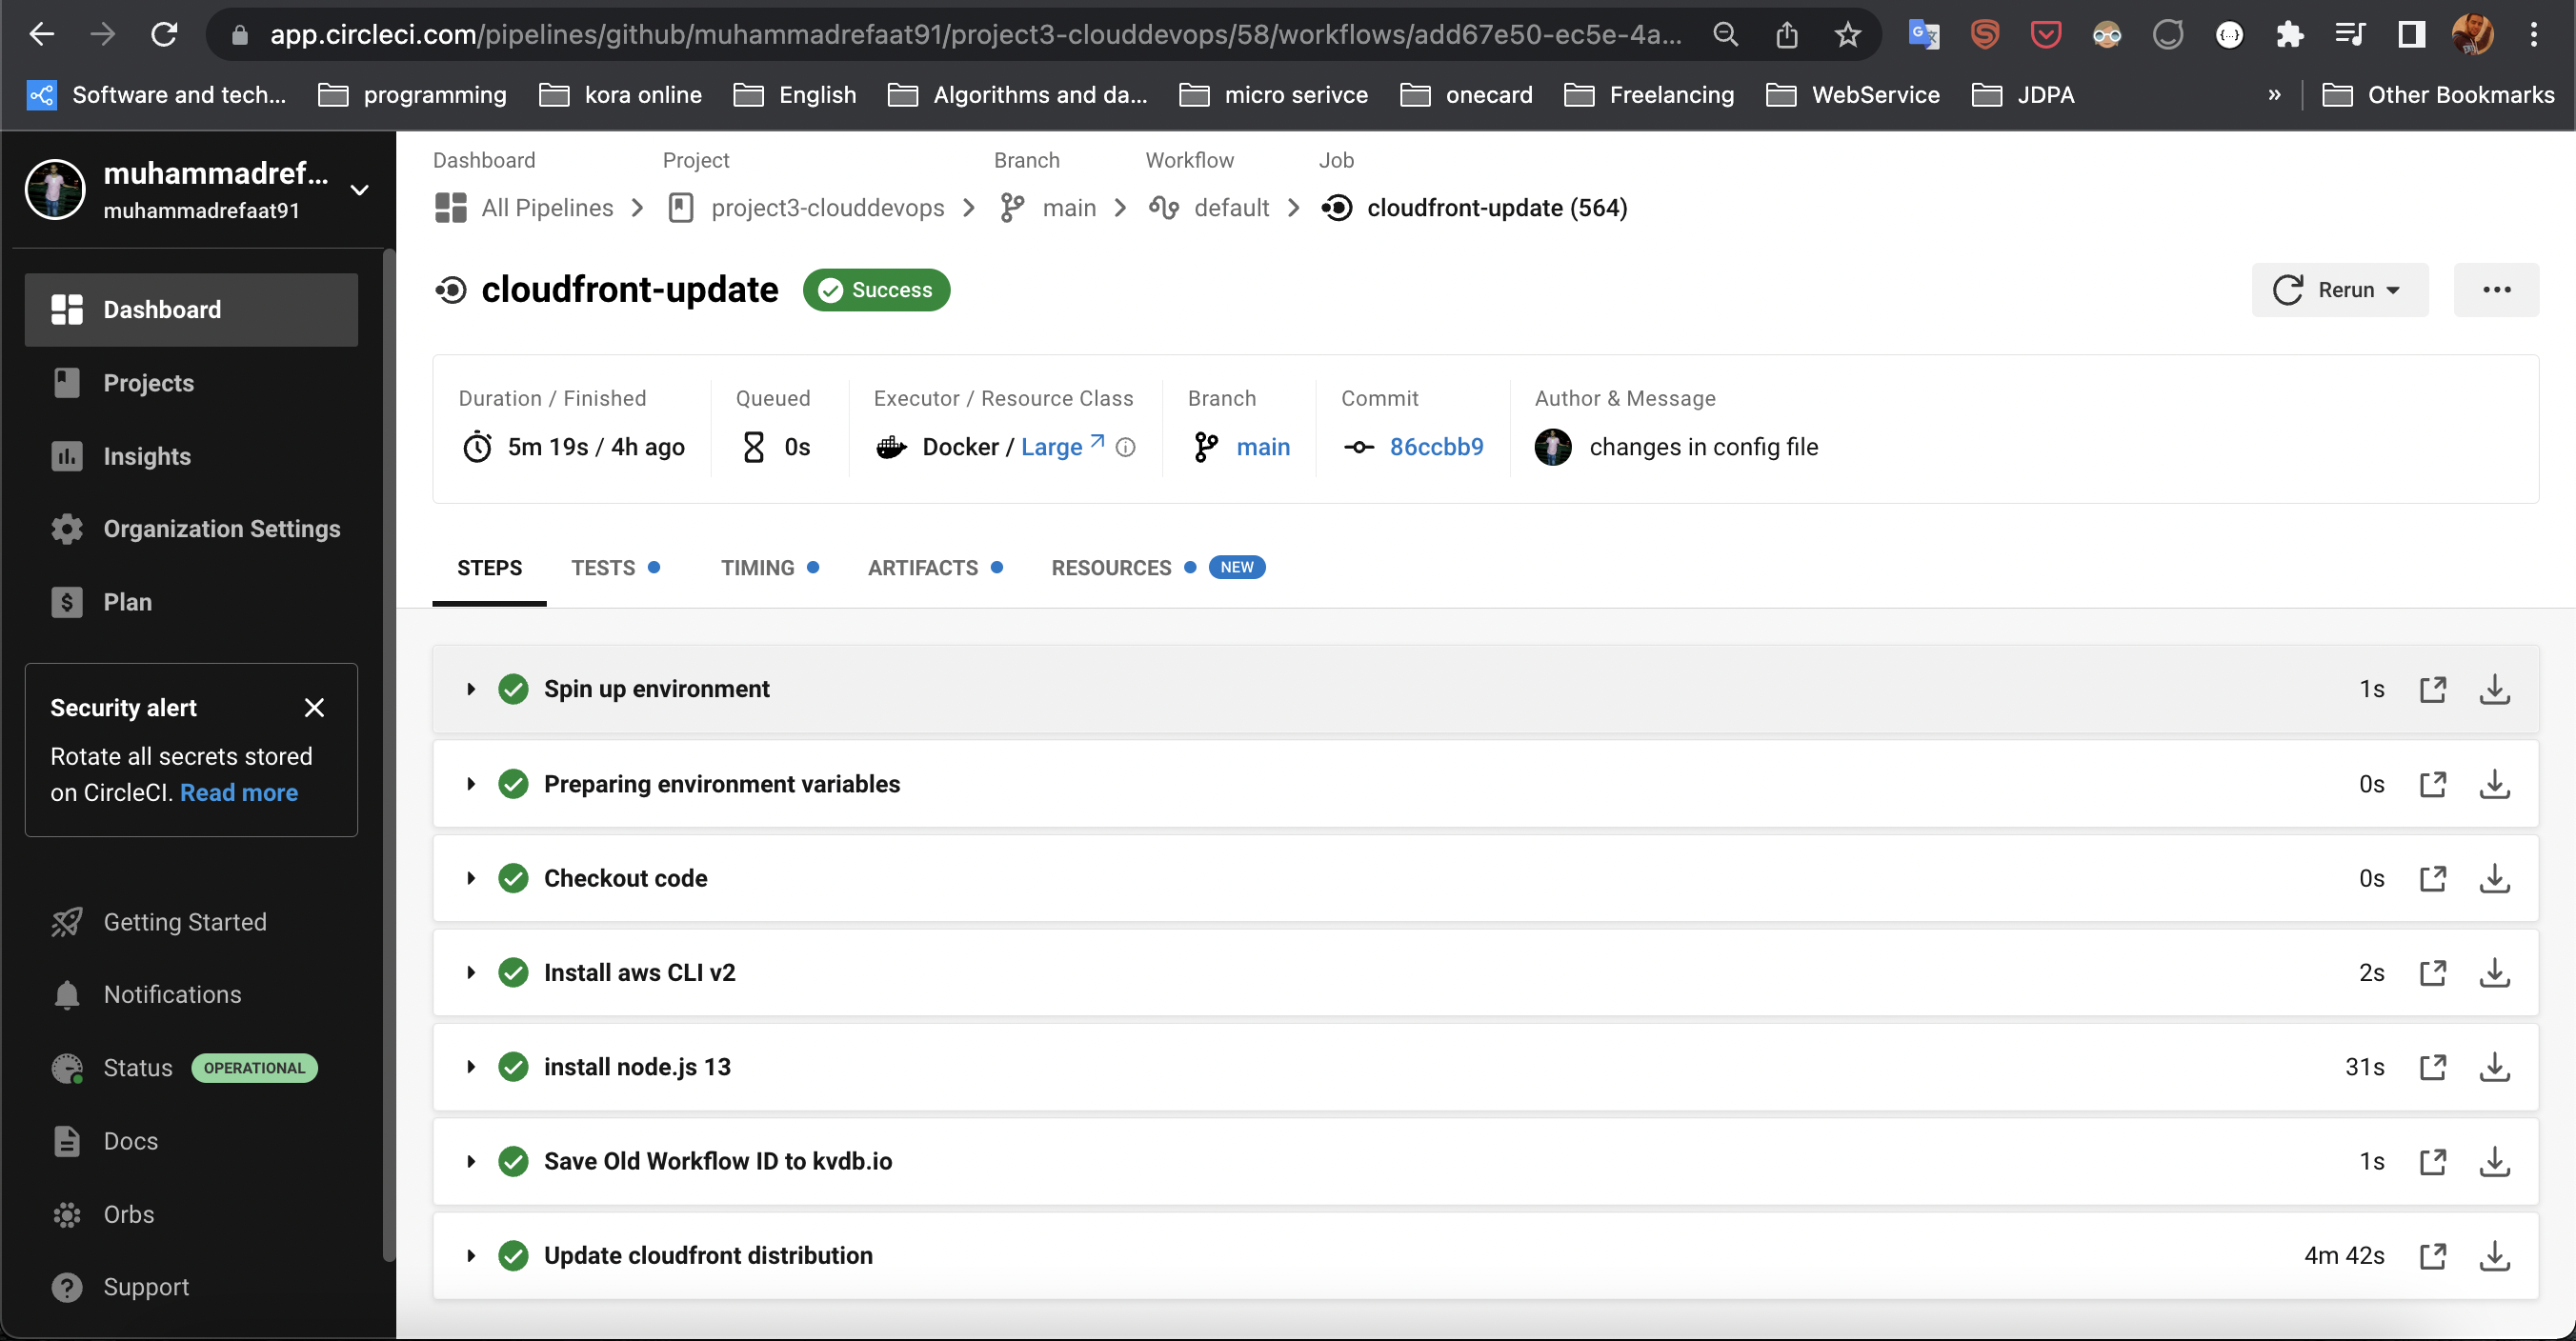 app.circleci.com/pipelines/github/muhammadrefaat91/project3-clouddevops/58/workflows/add67e50-ec5e-4a...
Software and tech... programming kora online English Algorithms and da... micro serivce onecard Freelancing WebService JDPA » Other Bookmarks
muhammadref...
muhammadrefaat91
Dashboard
Projects
Insights
Organization Settings
Plan
Security alert
Rotate all secrets stored
on CircleCI. Read more
Getting Started
Notifications
Status OPERATIONAL
Docs
Orbs
Support
Dashboard Project Branch Workflow Job
All Pipelines project3-clouddevops main default cloudfront-update (564)
cloudfront-update Success Rerun
Duration / Finished Queued Executor / Resource Class Branch Commit Author & Message
5m 19s / 4h ago 0s Docker / Large main 86ccbb9 changes in config file
STEPS TESTS TIMING ARTIFACTS RESOURCES NEW
Spin up environment 1s
Preparing environment variables 0s
Checkout code 0s
Install aws CLI v2 2s
install node.js 13 31s
Save Old Workflow ID to kvdb.io 1s
Update cloudfront distribution 4m 42s